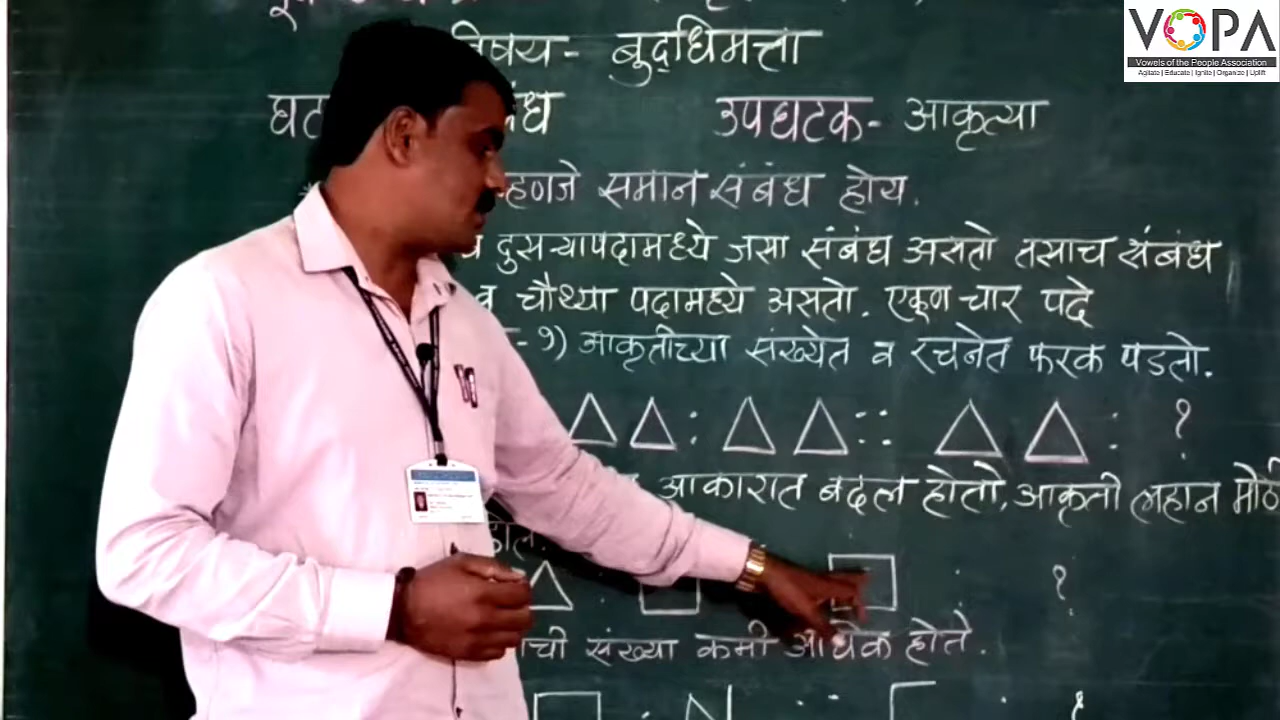 VOPA
Vowels of the People Association
Agitate | Educate | Ignite | Organize | Uplift
विषय - बुद्धिमत्ता
उपघटक - आकृत्या
म्हणजे समान संबंध होय.
व दुसऱ्यापदामध्ये जसा संबंध असतो तसाच संबंध
व चौथ्या पदामध्ये असतो. एकूण चार पदे
- १) आकृतीच्या संख्येत व रचनेत फरक पडतो.
: :: : ?
आकारात बदल होतो, आकृती लहान
: : ?
संख्या कमी अधिक होते.
: :: : ?